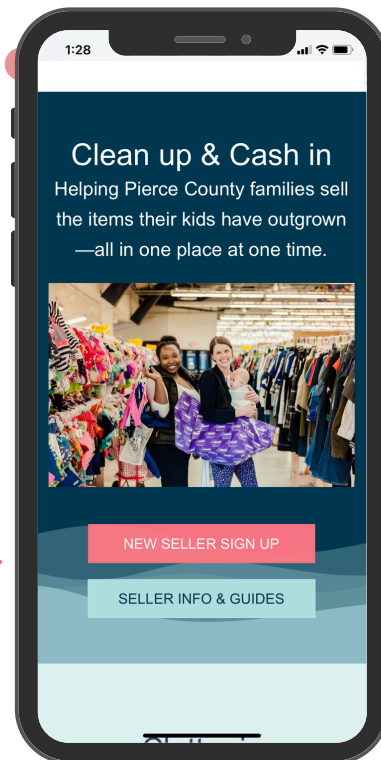 1:28
Clean up & Cash in
Helping Pierce County families sell
the items their kids have outgrown
—all in one place at one time.
NEW SELLER SIGN UP
SELLER INFO & GUIDES